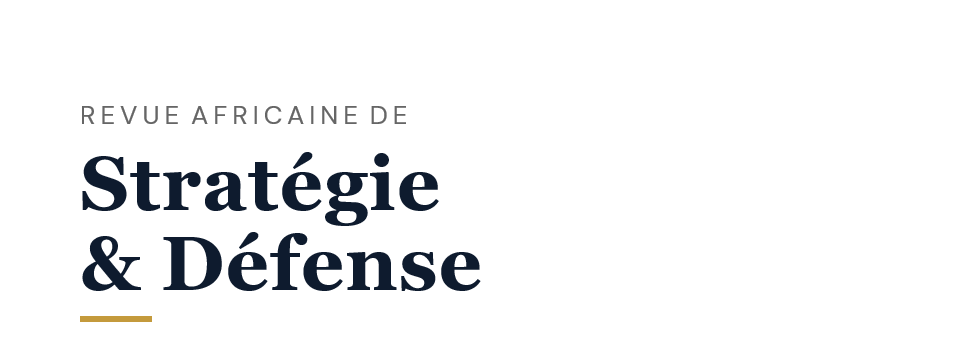 REVUE AFRICAINE DE
Stratégie
& Défense